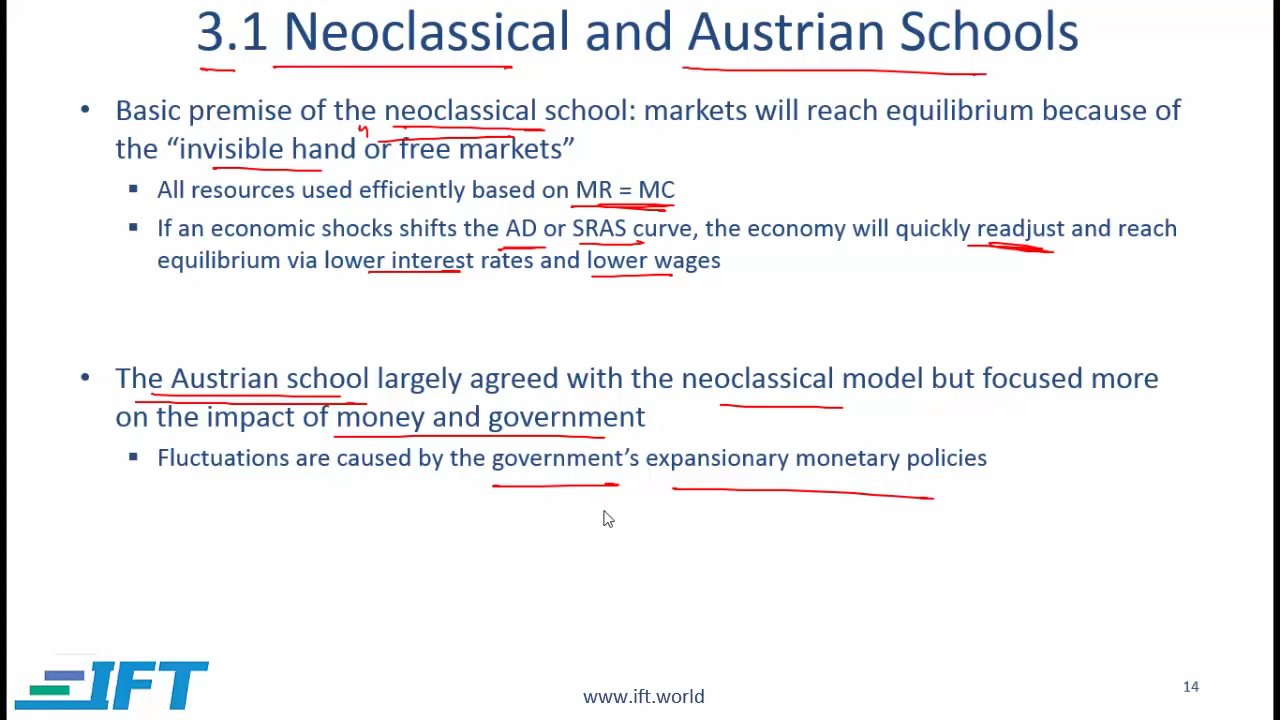 3.1 Neoclassical and Austrian Schools
• Basic premise of the neoclassical school: markets will reach equilibrium because of
the “invisible hand or free markets”
▪ All resources used efficiently based on MR = MC
▪ If an economic shocks shifts the AD or SRAS curve, the economy will quickly readjust and reach
equilibrium via lower interest rates and lower wages
• The Austrian school largely agreed with the neoclassical model but focused more
on the impact of money and government
▪ Fluctuations are caused by the government’s expansionary monetary policies
IFT
www.ift.world
14